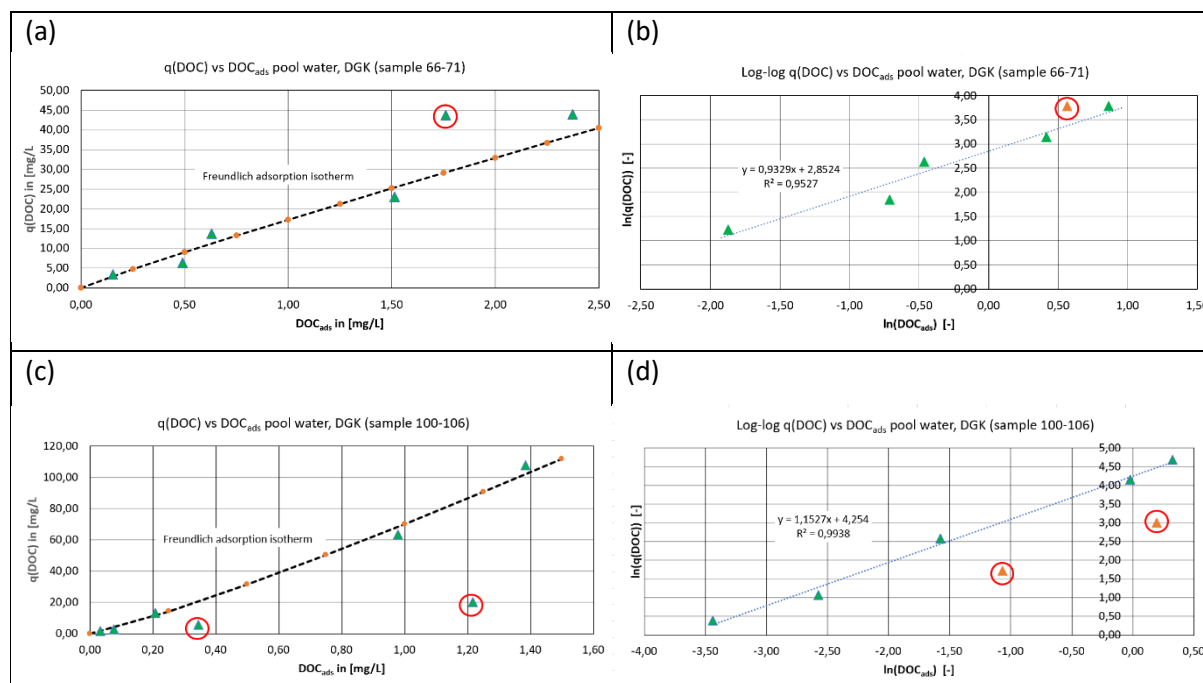 (a)
q(DOC) vs DOCads pool water, DGK (sample 66-71)
50,00
45,00
40,00
35,00
30,00
25,00
20,00
15,00
10,00
5,00
0,00
q(DOC) in [mg/L]
Freundlich adsorption isotherm
0,00 0,50 1,00 1,50 2,00 2,50
DOCads in [mg/L]
(b)
Log-log q(DOC) vs DOCads pool water, DGK (sample 66-71)
4,00
3,50
3,00
2,50
2,00
1,50
1,00
0,50
0,00
ln(q(DOC)) [-]
y = 0,9329x + 2,8524
R² = 0,9527
-2,50 -2,00 -1,50 -1,00 -0,50 0,00 0,50 1,00 1,50
ln(DOCads) [-]
(c)
q(DOC) vs DOCads pool water, DGK (sample 100-106)
120,00
100,00
80,00
60,00
40,00
20,00
0,00
q(DOC) in [mg/L]
Freundlich adsorption isotherm
0,00 0,20 0,40 0,60 0,80 1,00 1,20 1,40 1,60
DOCads in [mg/L]
(d)
Log-log q(DOC) vs DOCads pool water, DGK (sample 100-106)
5,00
4,50
4,00
3,50
3,00
2,50
2,00
1,50
1,00
0,50
0,00
ln(q(DOC)) [-]
y = 1,1527x + 4,254
R² = 0,9938
-4,00 -3,50 -3,00 -2,50 -2,00 -1,50 -1,00 -0,50 0,00 0,50
ln(DOCads) [-]